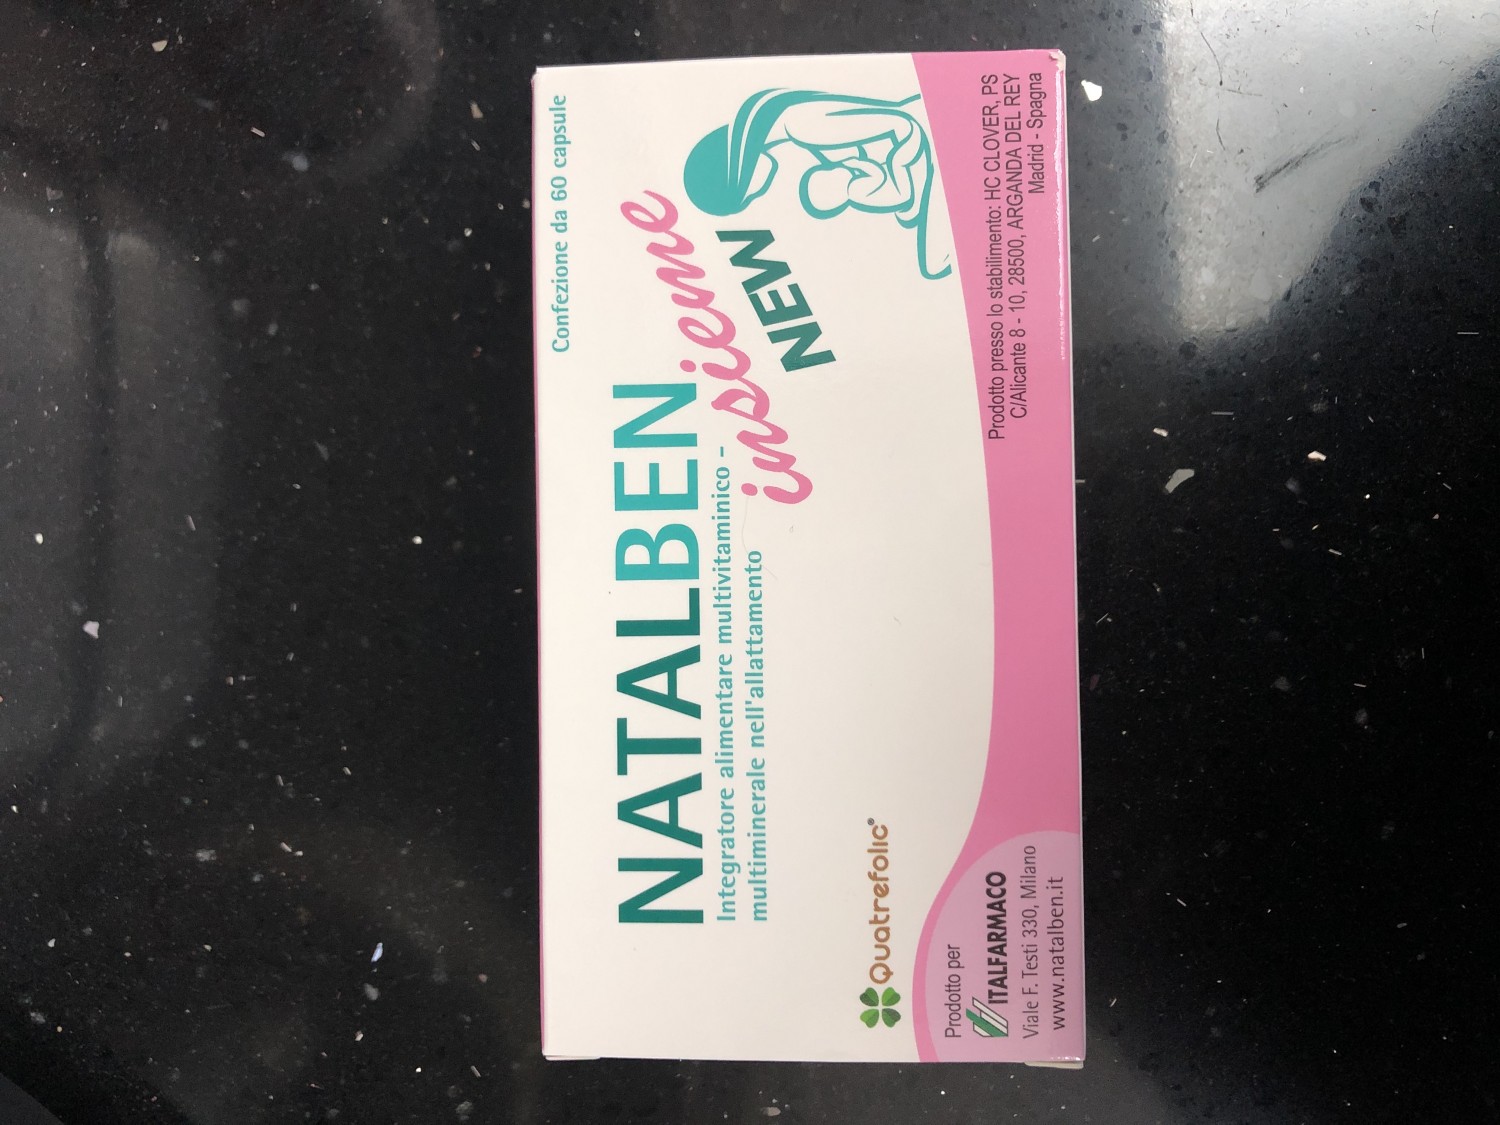 Confezione da 60 capsule
NATALBEN
insieme
NEW
Integratore alimentare multivitaminico -
multiminerale nell'allattamento
Quatrefolic®
Prodotto per
ITALFARMACO
Viale F. Testi 330, Milano
www.natalben.it
Prodotto presso lo stabilimento: HC CLOVER, PS
C/Alicante 8 - 10, 28500, ARGANDA DEL REY
Madrid - Spagna